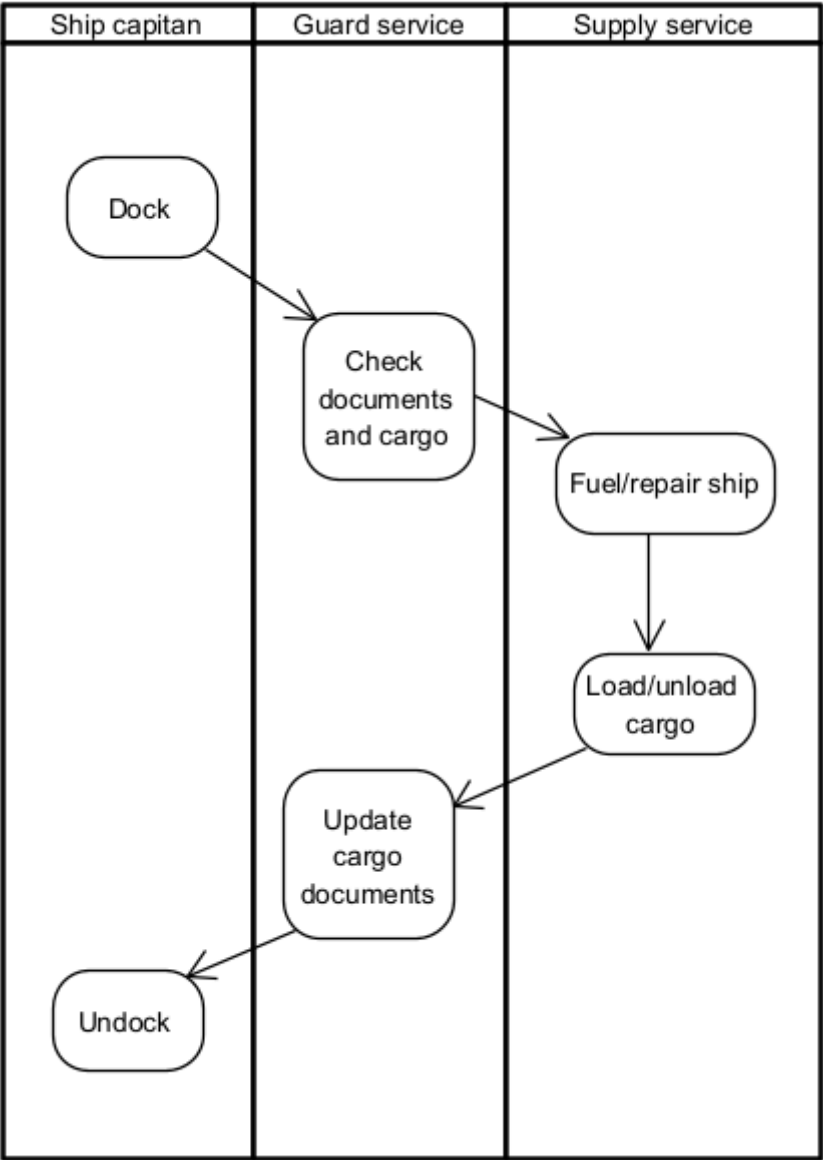 Ship capitan
Guard service
Supply service
Dock
Check
documents
and cargo
Fuel/repair ship
Load/unload
cargo
Update
cargo
documents
Undock